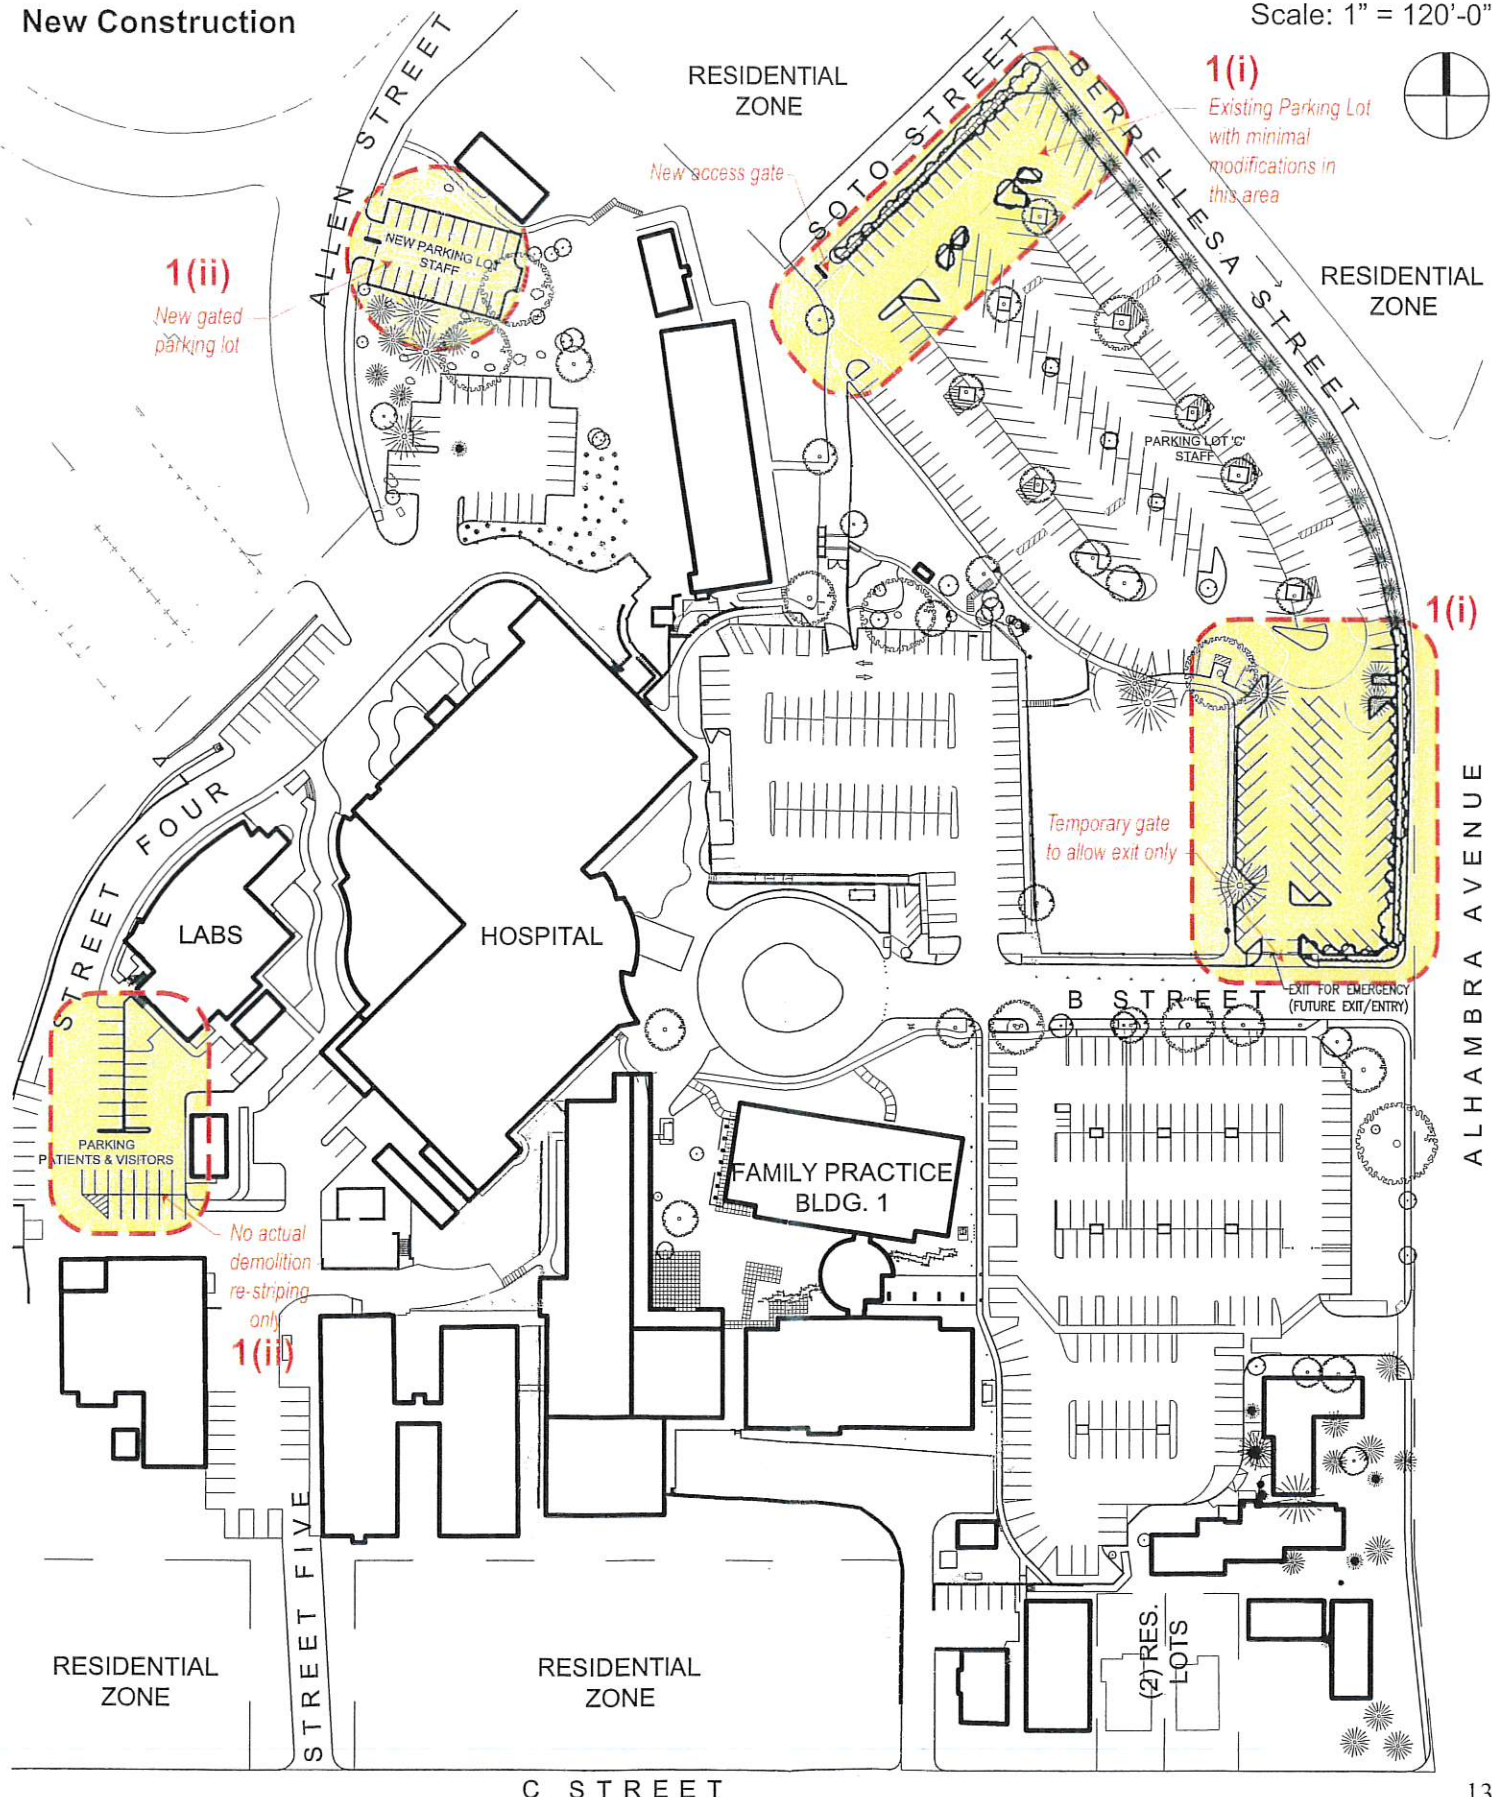 New Construction
Scale: 1” = 120’-0”
ALLEN STREET
RESIDENTIAL
ZONE
SOTO STREET
BERRELLESA STREET
1(i)
Existing Parking Lot
with minimal
modifications in
this area
New access gate
1(ii)
New gated
parking lot
NEW PARKING LOT
STAFF
RESIDENTIAL
ZONE
PARKING LOT 'C'
STAFF
1(i)
STREET FOUR
LABS
HOSPITAL
Temporary gate
to allow exit only
ALHAMBRA AVENUE
B STREET
EXIT FOR EMERGENCY
(FUTURE EXIT/ENTRY)
PARKING
PATIENTS & VISITORS
FAMILY PRACTICE
BLDG. 1
No actual
demolition
re-striping
only
1(ii)
STREET FIVE
RESIDENTIAL
ZONE
RESIDENTIAL
ZONE
(2) RES.
LOTS
C STREET
13